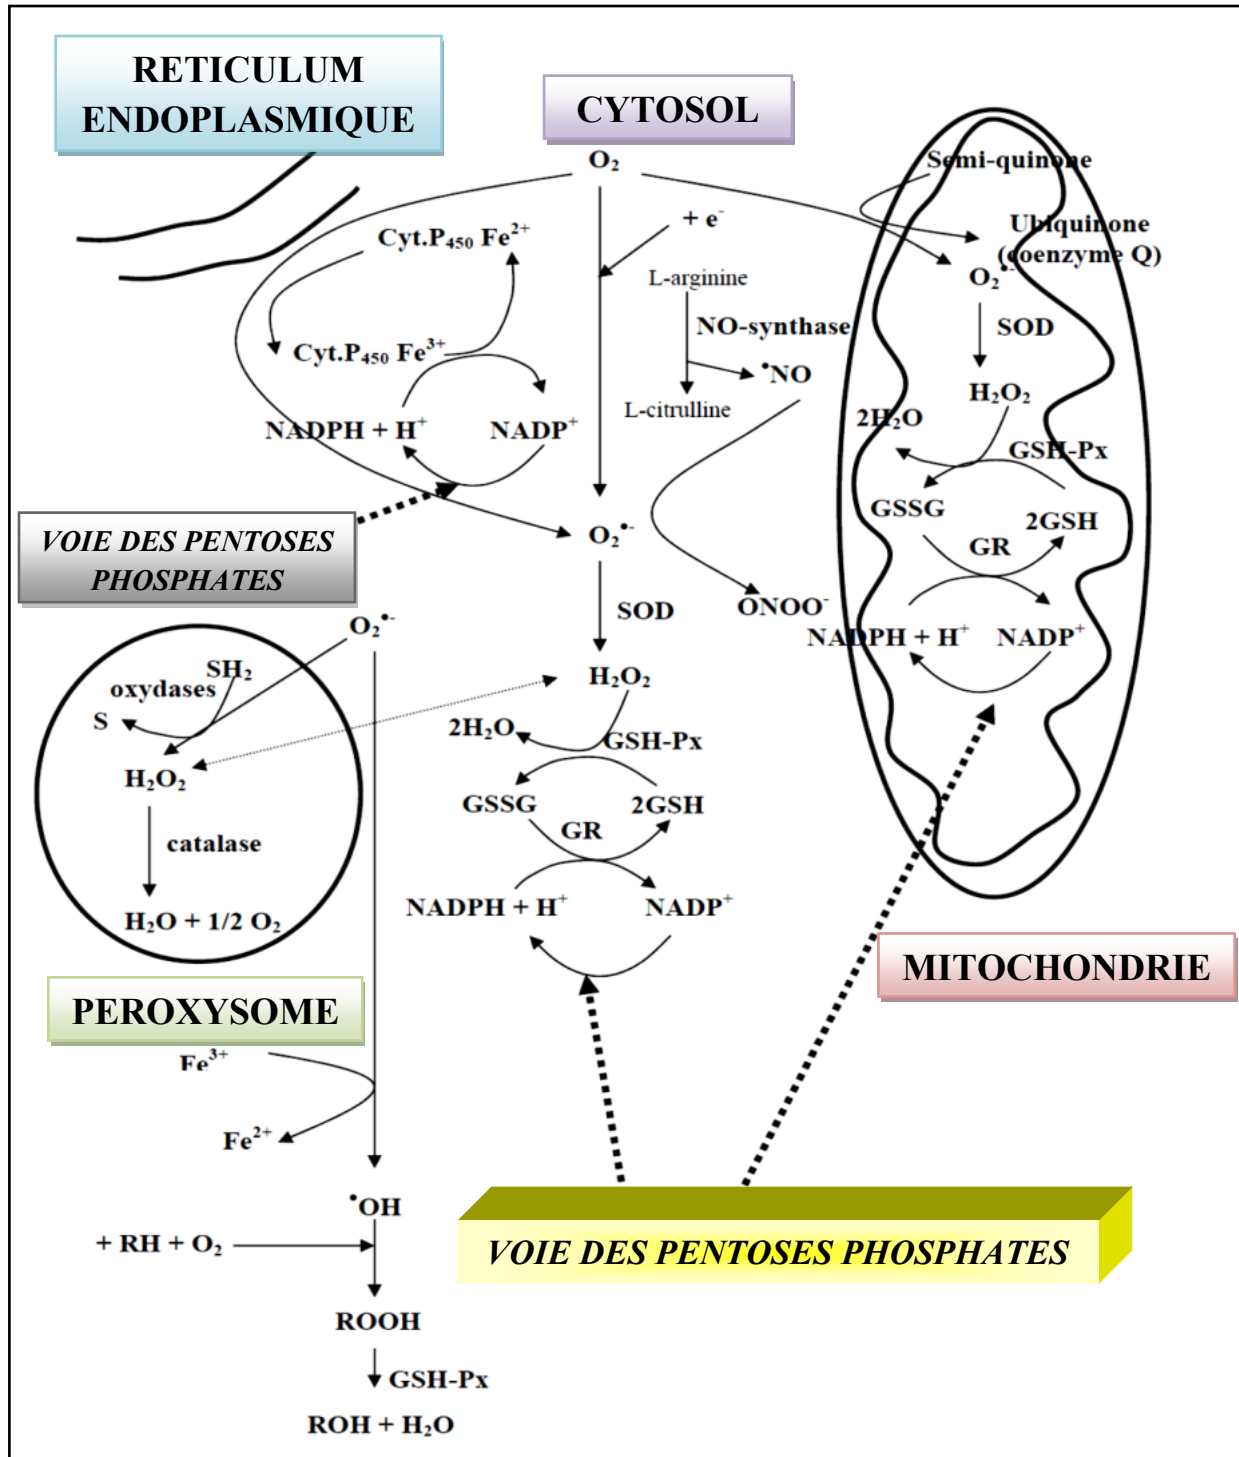 RETICULUM
ENDOPLASMIQUE
CYTOSOL
O₂
Semi-quinone
+ e⁻
Ubiquinone
(coenzyme Q)
Cyt.P₄₅₀ Fe²⁺
L-arginine
O₂•⁻
SOD
NO-synthase
Cyt.P₄₅₀ Fe³⁺
•NO
H₂O₂
L-citrulline
2H₂O
NADPH + H⁺
NADP⁺
GSH-Px
GSSG
2GSH
GR
VOIE DES PENTOSES
PHOSPHATES
O₂•⁻
SOD
ONOO⁻
NADPH + H⁺
NADP⁺
O₂•⁻
SH₂
oxydases
S
H₂O₂
H₂O₂
2H₂O
GSH-Px
GSSG
2GSH
GR
catalase
NADPH + H⁺
NADP⁺
H₂O + 1/2 O₂
MITOCHONDRIE
PEROXYSOME
Fe³⁺
Fe²⁺
•OH
+ RH + O₂
VOIE DES PENTOSES PHOSPHATES
ROOH
GSH-Px
ROH + H₂O